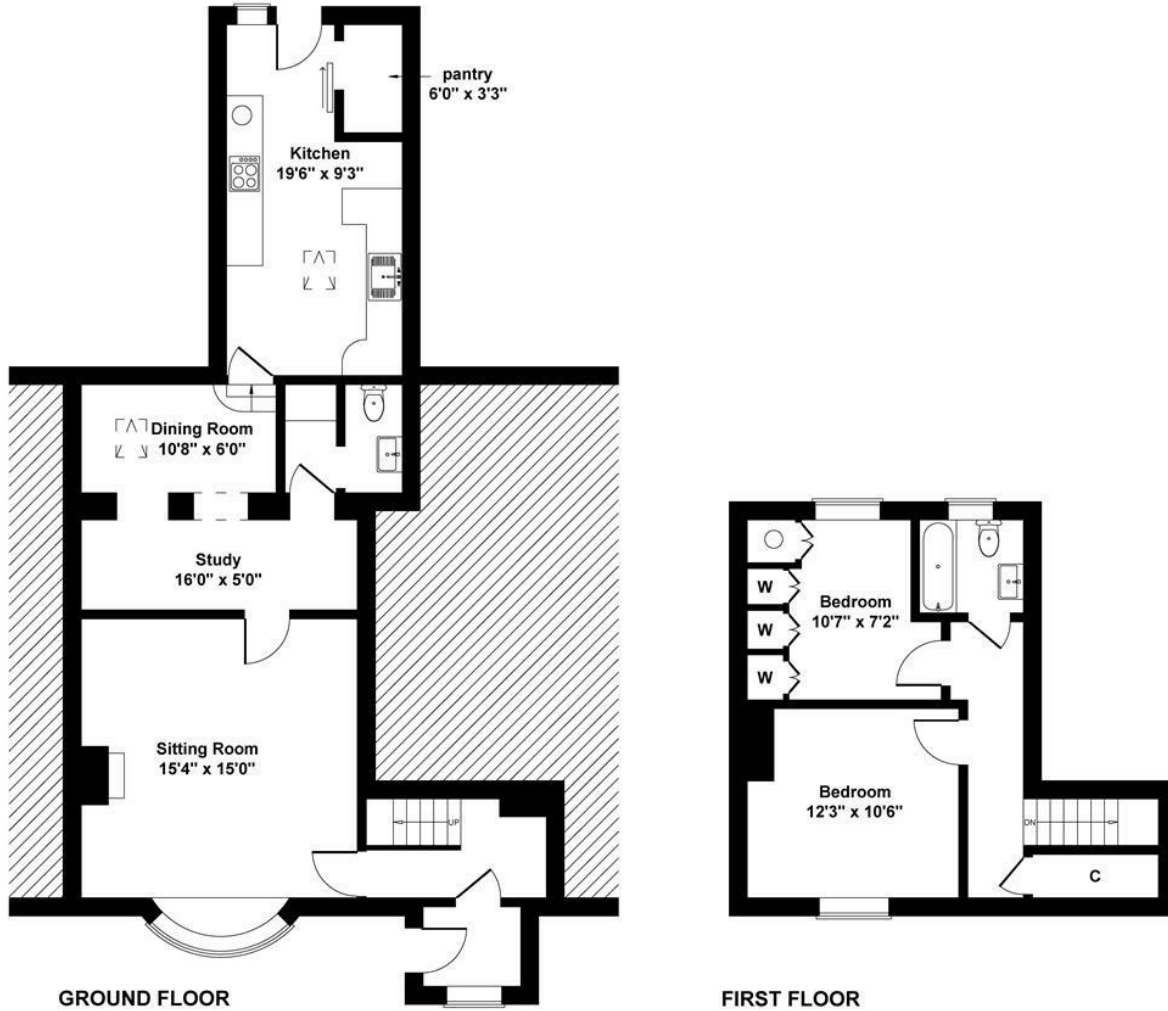 pantry
6'0" x 3'3"
Kitchen
19'6" x 9'3"
Dining Room
10'8" x 6'0"
Study
16'0" x 5'0"
Sitting Room
15'4" x 15'0"
UP
GROUND FLOOR
W
W
W
Bedroom
10'7" x 7'2"
Bedroom
12'3" x 10'6"
DN
C
FIRST FLOOR